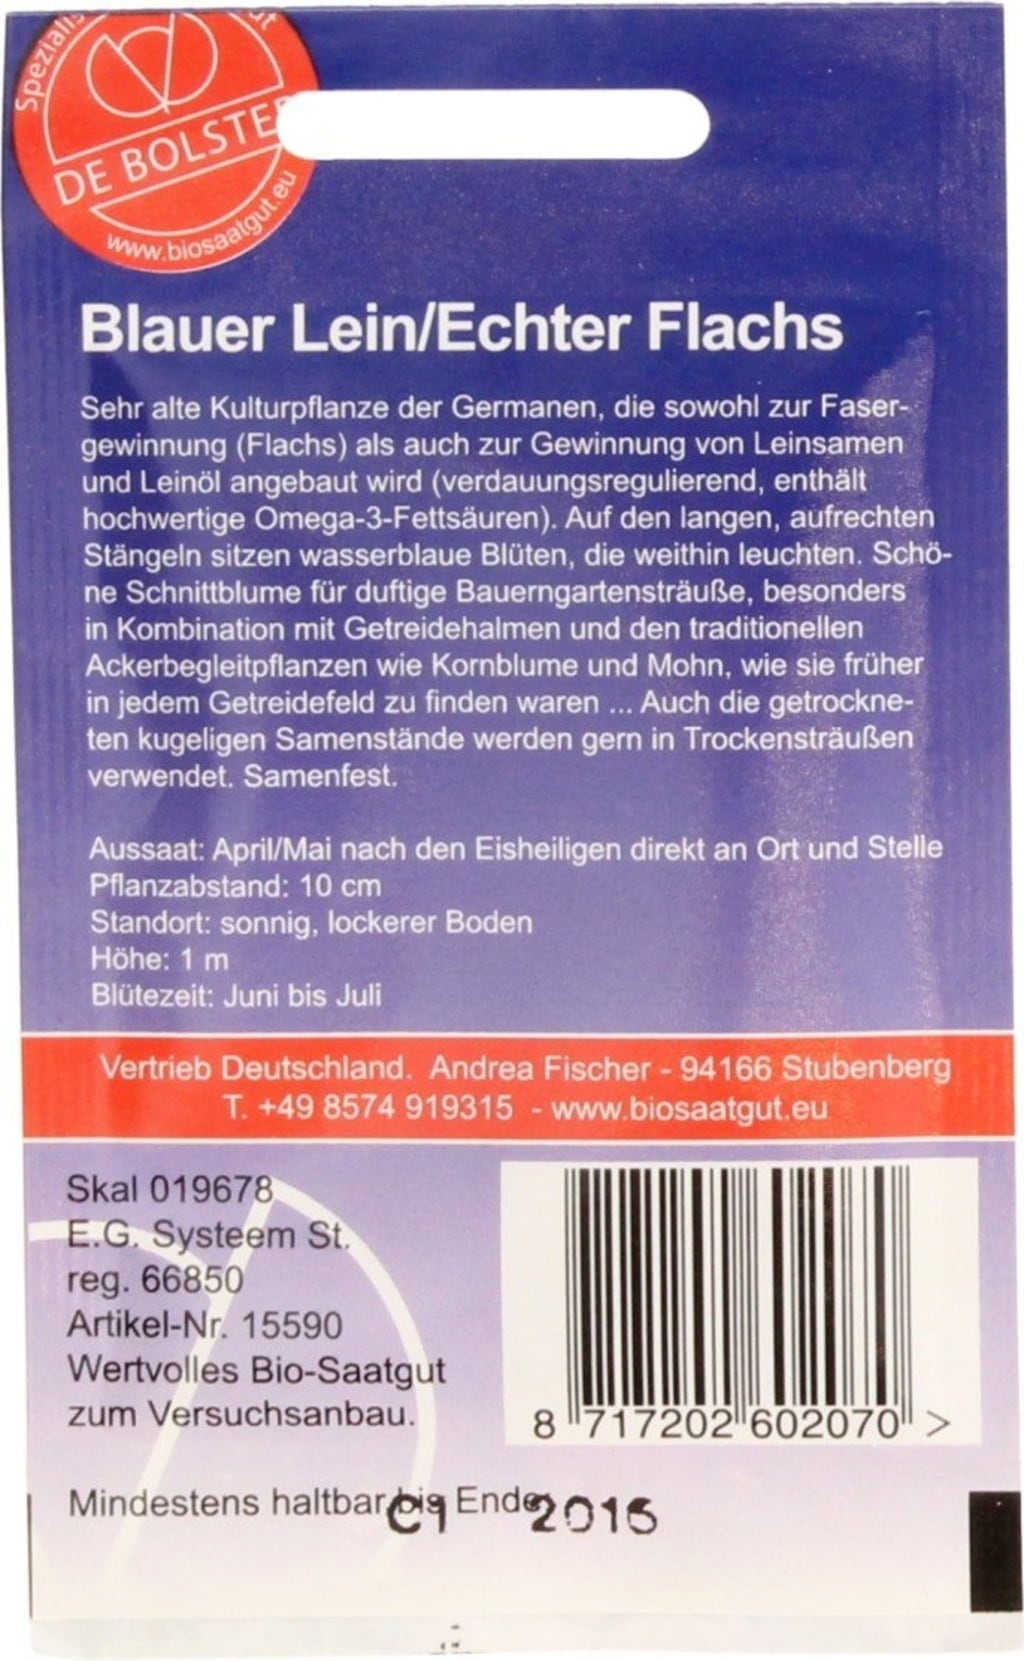 DE BOLSTER
www.biosaatgut.eu
Blauer Lein/Echter Flachs
Sehr alte Kulturpflanze der Germanen, die sowohl zur Faser-
gewinnung (Flachs) als auch zur Gewinnung von Leinsamen
und Leinöl angebaut wird (verdauungsregulierend, enthält
hochwertige Omega-3-Fettsäuren). Auf den langen, aufrechten
Stängeln sitzen wasserblaue Blüten, die weithin leuchten. Schö-
ne Schnittblume für duftige Bauerngartensträuße, besonders
in Kombination mit Getreidehalmen und den traditionellen
Ackerbegleitpflanzen wie Kornblume und Mohn, wie sie früher
in jedem Getreidefeld zu finden waren ... Auch die getrockne-
ten kugeligen Samenstände werden gern in Trockensträußen
verwendet. Samenfest.
Aussaat: April/Mai nach den Eisheiligen direkt an Ort und Stelle
Pflanzabstand: 10 cm
Standort: sonnig, lockerer Boden
Höhe: 1 m
Blütezeit: Juni bis Juli
Vertrieb Deutschland. Andrea Fischer - 94166 Stubenberg
T. +49 8574 919315 - www.biosaatgut.eu
Skal 019678
E.G. Systeem St.
reg. 66850
Artikel-Nr. 15590
Wertvolles Bio-Saatgut
zum Versuchsanbau.
8 717202 602070 >
Mindestens haltbar bis Ende 2016
C1